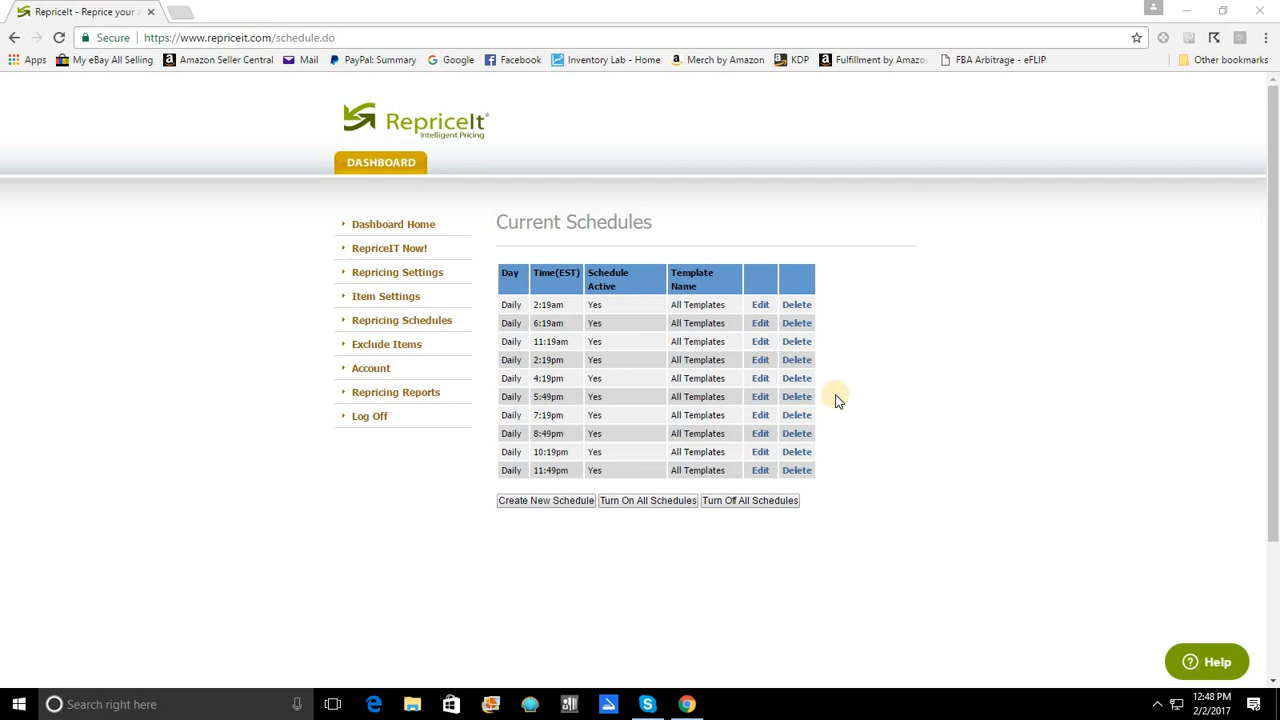 RepriceIt - Reprice your a
Secure https://www.repriceit.com/schedule.do
Apps My eBay All Selling Amazon Seller Central Mail PayPal: Summary Google Facebook Inventory Lab - Home Merch by Amazon KDP Fulfillment by Amazo FBA Arbitrage - eFLIP Other bookmarks
RepriceIt®
Intelligent Pricing
DASHBOARD
Dashboard Home
RepriceIT Now!
Repricing Settings
Item Settings
Repricing Schedules
Exclude Items
Account
Repricing Reports
Log Off
Current Schedules
Day Time(EST) Schedule Active Template Name
Daily 2:19am Yes All Templates Edit Delete
Daily 6:19am Yes All Templates Edit Delete
Daily 11:19am Yes All Templates Edit Delete
Daily 2:19pm Yes All Templates Edit Delete
Daily 4:19pm Yes All Templates Edit Delete
Daily 5:49pm Yes All Templates Edit Delete
Daily 7:19pm Yes All Templates Edit Delete
Daily 8:49pm Yes All Templates Edit Delete
Daily 10:19pm Yes All Templates Edit Delete
Daily 11:49pm Yes All Templates Edit Delete
Create New Schedule Turn On All Schedules Turn Off All Schedules
Help
Search right here
12:48 PM
2/2/2017